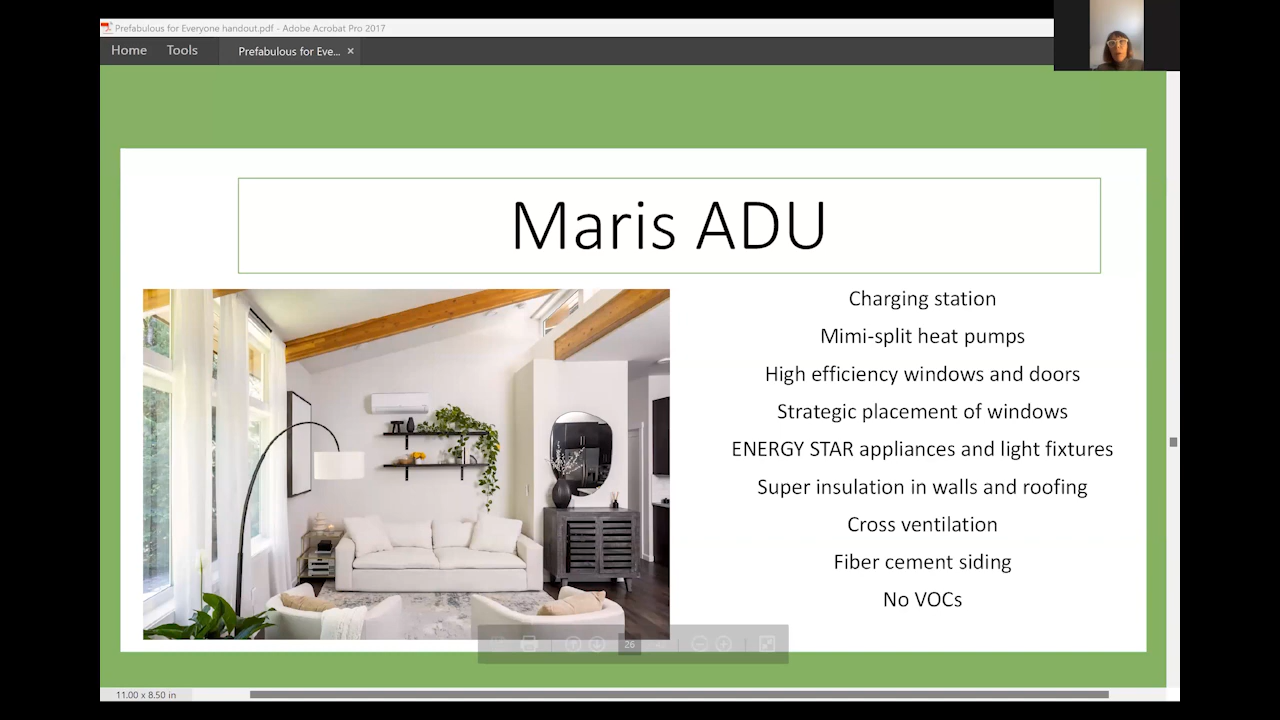 Prefabulous for Everyone handout.pdf - Adobe Acrobat Pro 2017
Home Tools Prefabulous for Eve... ×
Maris ADU
Charging station
Mimi-split heat pumps
High efficiency windows and doors
Strategic placement of windows
ENERGY STAR appliances and light fixtures
Super insulation in walls and roofing
Cross ventilation
Fiber cement siding
No VOCs
26
11.00 x 8.50 in